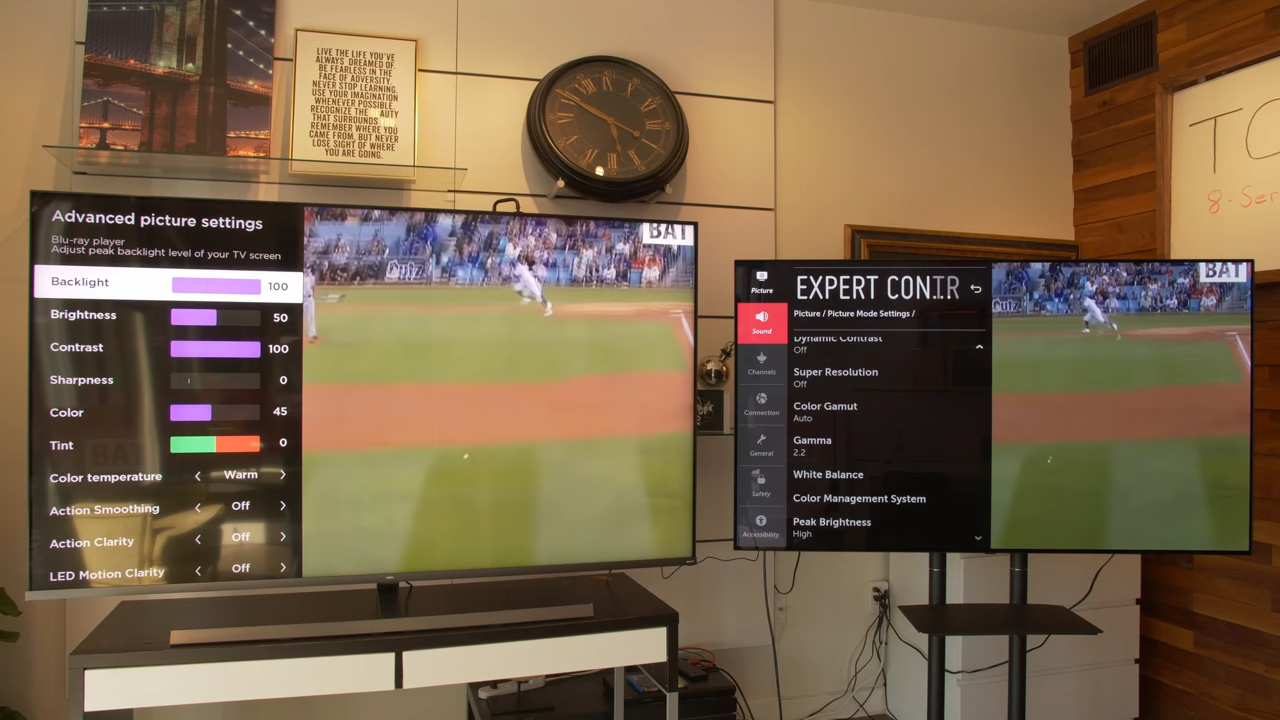 LIVE THE LIFE YOU'VE
ALWAYS DREAMED OF.
BE FEARLESS IN THE
FACE OF ADVERSITY.
NEVER STOP LEARNING.
USE YOUR IMAGINATION
WHENEVER POSSIBLE.
RECOGNIZE THE AUTY
THAT SURROUNDS
REMEMBER WHERE YOU
CAME FROM, BUT NEVER
LOSE SIGHT OF WHERE
YOU ARE GOING.
8-Ser
Advanced picture settings
Blu-ray player
Adjust peak backlight level of your TV screen
Backlight 100
Brightness 50
Contrast 100
Sharpness 0
Color 45
Tint 0
Color temperature < Warm >
Action Smoothing < Off >
Action Clarity < Off >
LED Motion Clarity < Off >
BAT
Picture
Sound
Channels
Connection
General
Safety
Accessibility
EXPERT CONTR
Picture / Picture Mode Settings /
Dynamic Contrast
Off
Super Resolution
Off
Color Gamut
Auto
Gamma
2.2
White Balance
Color Management System
Peak Brightness
High
BAT